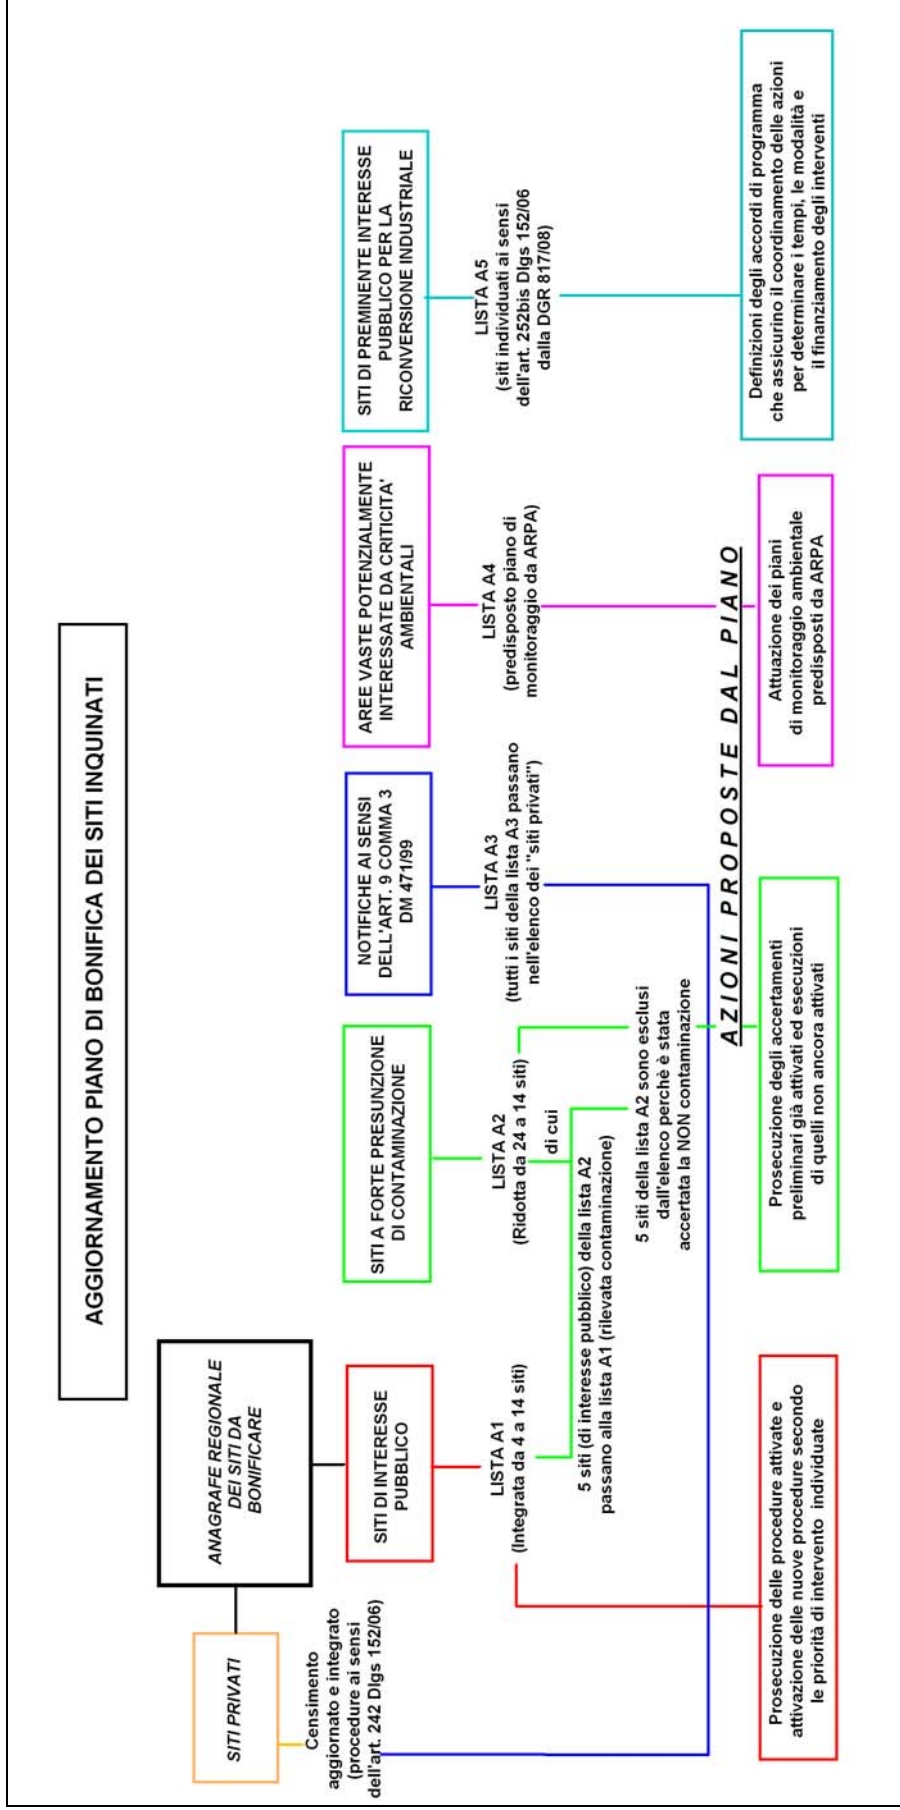 AGGIORNAMENTO PIANO DI BONIFICA DEI SITI INQUINATI
SITI PRIVATI
Censimento
aggiornato e integrato
(procedure ai sensi
dell'art. 242 Dlgs 152/06)
ANAGRAFE REGIONALE
DEI SITI DA
BONIFICARE
SITI DI INTERESSE
PUBBLICO
LISTA A1
(Integrata da 4 a 14 siti)
SITI A FORTE PRESUNZIONE
DI CONTAMINAZIONE
LISTA A2
(Ridotta da 24 a 14 siti)
di cui
5 siti (di interesse pubblico) della lista A2
passano alla lista A1 (rilevata contaminazione)
5 siti della lista A2 sono esclusi
dall'elenco perchè è stata
accertata la NON contaminazione
NOTIFICHE AI SENSI
DELL'ART. 9 COMMA 3
DM 471/99
LISTA A3
(tutti i siti della lista A3 passano
nell'elenco dei "siti privati")
AREE VASTE POTENZIALMENTE
INTERESSATE DA CRITICITA'
AMBIENTALI
LISTA A4
(predisposto piano di
monitoraggio da ARPA)
SITI DI PREMINENTE INTERESSE
PUBBLICO PER LA
RICONVERSIONE INDUSTRIALE
LISTA A5
(siti individuati ai sensi
dell'art. 252bis Dlgs 152/06
dalla DGR 817/08)
AZIONI PROPOSTE DAL PIANO
Prosecuzione delle procedure attivate e
attivazione delle nuove procedure secondo
le priorità di intervento individuate
Prosecuzione degli accertamenti
preliminari già attivati ed esecuzioni
di quelli non ancora attivati
Attuazione dei piani
di monitoraggio ambientale
predisposti da ARPA
Definizioni degli accordi di programma
che assicurino il coordinamento delle azioni
per determinare i tempi, le modalità e
il finanziamento degli interventi